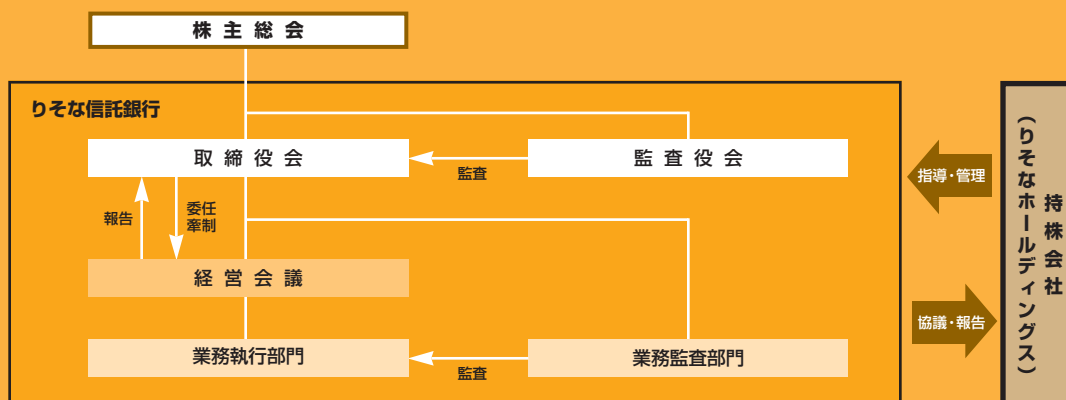 株主総会
りそな信託銀行
取締役会
監査役会
監査
報告
委任
牽制
経営会議
業務執行部門
業務監査部門
監査
指導・管理
協議・報告
持株会社
(りそなホールディングス)